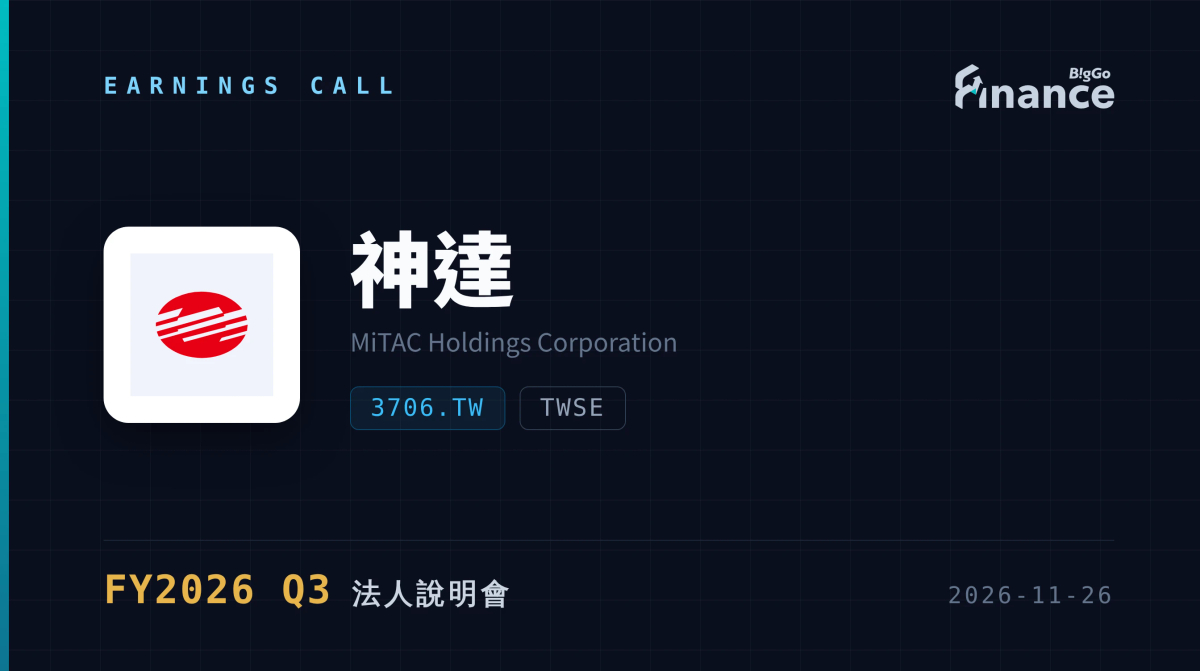 EARNINGS CALL
B!gGo
Finance
神達
MiTAC Holdings Corporation
3706.TW
TWSE
FY2026 Q3 法人說明會
2026-11-26